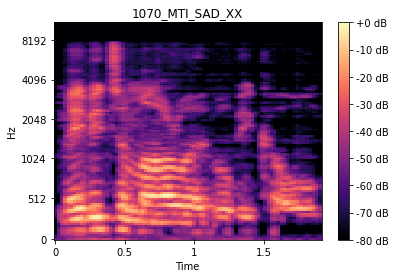 1070_MTI_SAD_XX
+0 dB
8192
-10 dB
4096
-20 dB
-30 dB
2048
Hz
-40 dB
1024
-50 dB
512
-60 dB
-70 dB
0
-80 dB
0 0.5 1 1.5
Time